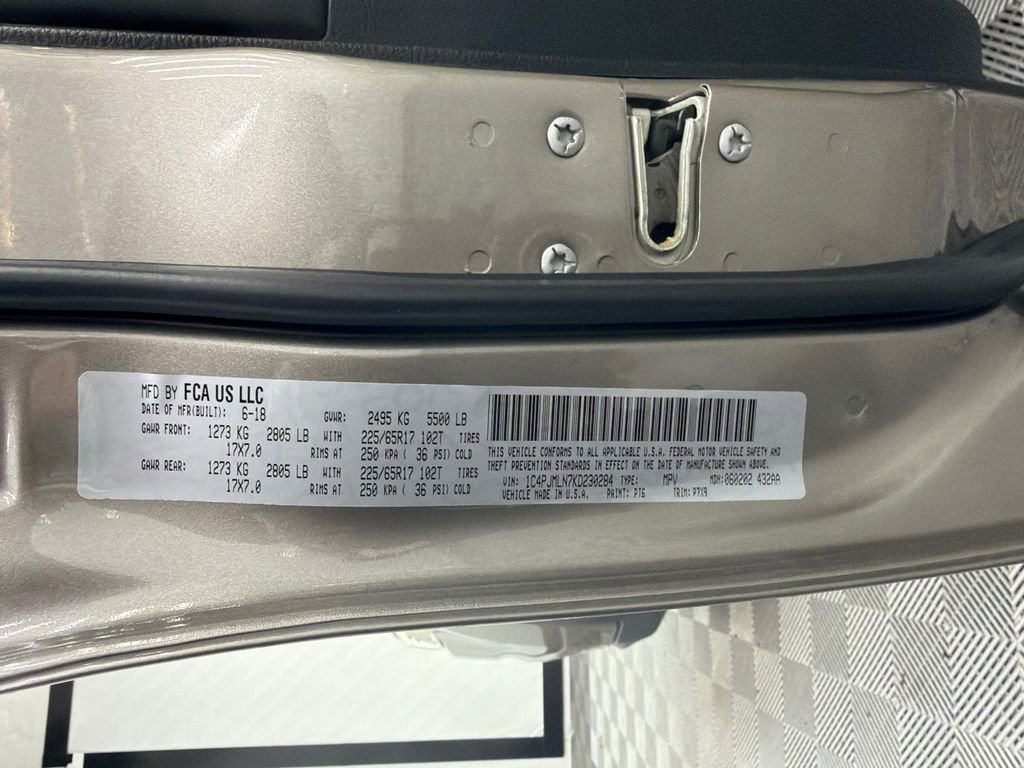 MFD BY FCA US LLC
DATE OF MFR(BUILT): 6-18 GVWR: 2495 KG 5500 LB
GAWR FRONT: 1273 KG 2805 LB WITH 225/65R17 102T TIRES
17X7.0 RIMS AT 250 KPA ( 36 PSI) COLD
GAWR REAR: 1273 KG 2805 LB WITH 225/65R17 102T TIRES
17X7.0 RIMS AT 250 KPA ( 36 PSI) COLD
THIS VEHICLE CONFORMS TO ALL APPLICABLE U.S.A. FEDERAL MOTOR VEHICLE SAFETY AND
THEFT PREVENTION STANDARDS IN EFFECT ON THE DATE OF MANUFACTURE SHOWN ABOVE.
VIN: 1C4PJMLN7KD230284 TYPE: MPV MDH: 060202 432AA
VEHICLE MADE IN U.S.A. PAINT: PTG TRIM: P7X9